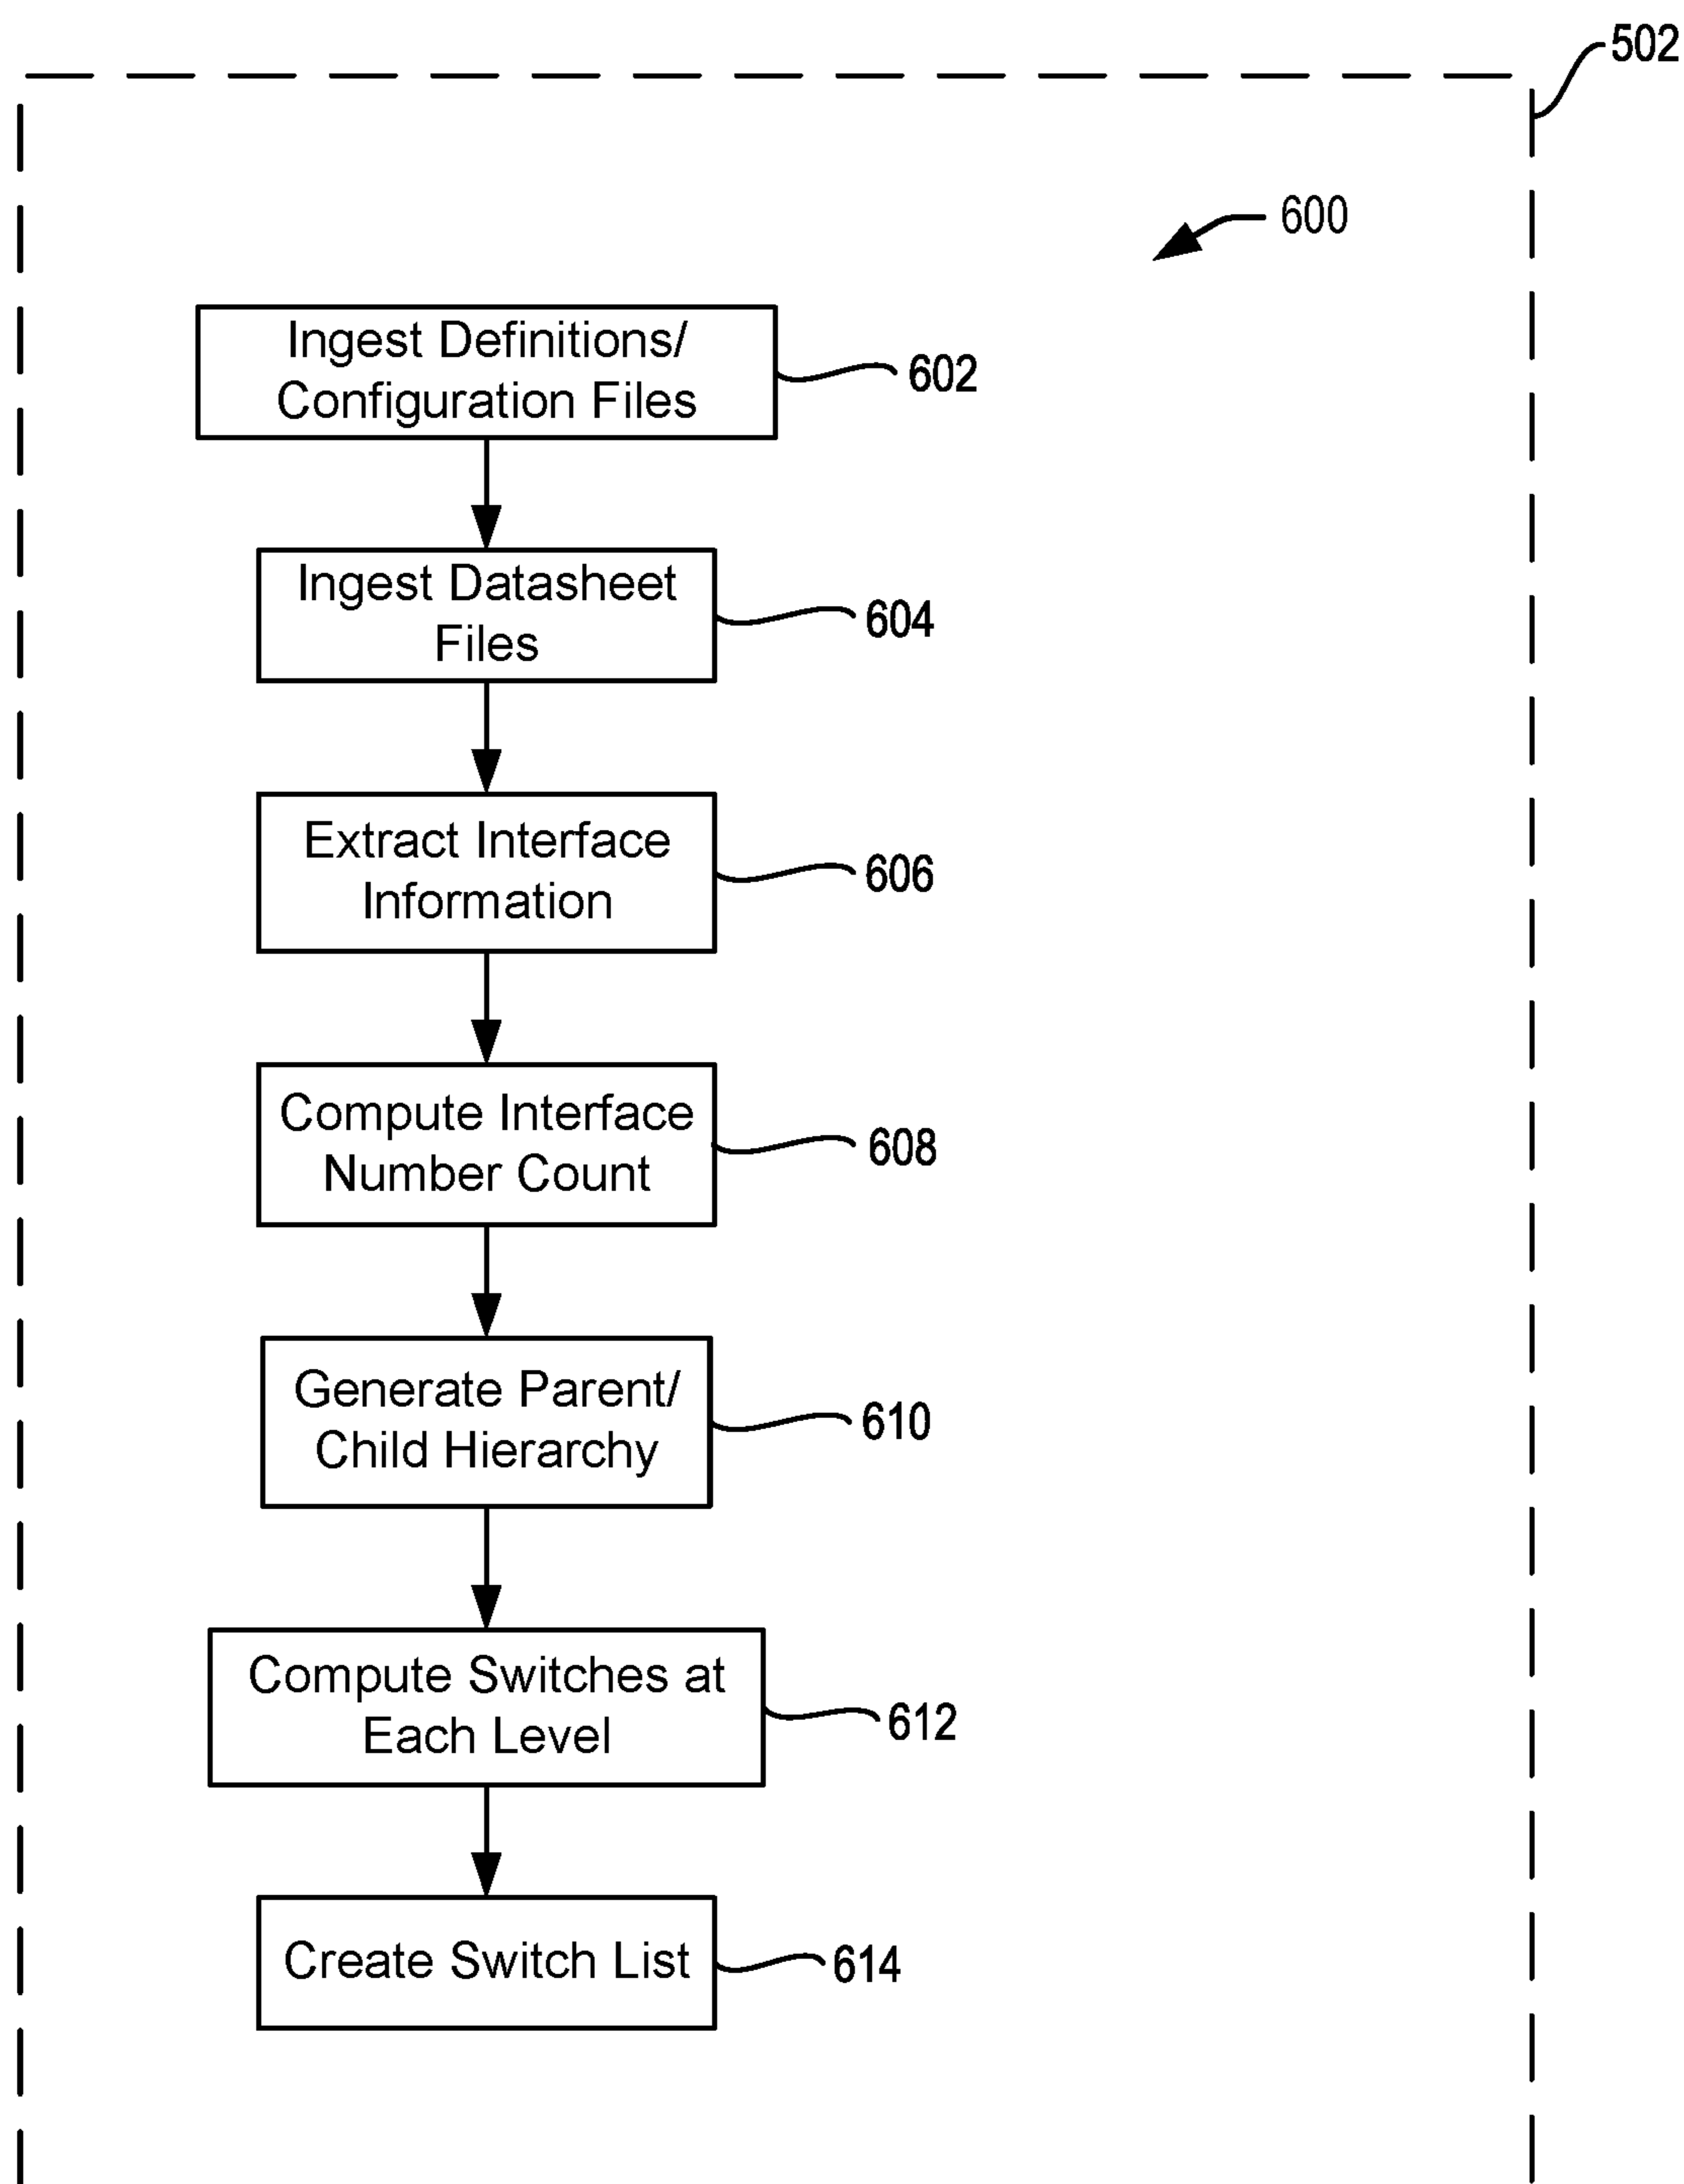 502
600
Ingest Definitions/
Configuration Files
602
Ingest Datasheet
Files
604
Extract Interface
Information
606
Compute Interface
Number Count
608
Generate Parent/
Child Hierarchy
610
Compute Switches at
Each Level
612
Create Switch List
614